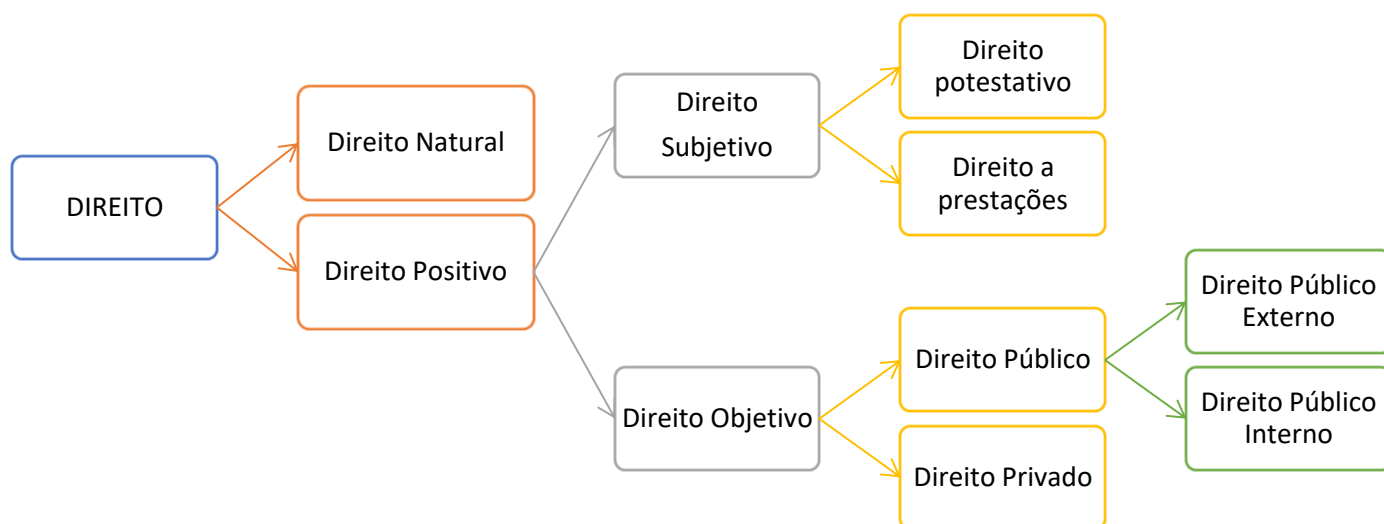 DIREITO
Direito Natural
Direito Positivo
Direito
Subjetivo
Direito Objetivo
Direito
potestativo
Direito a
prestações
Direito Público
Direito Privado
Direito Público
Externo
Direito Público
Interno